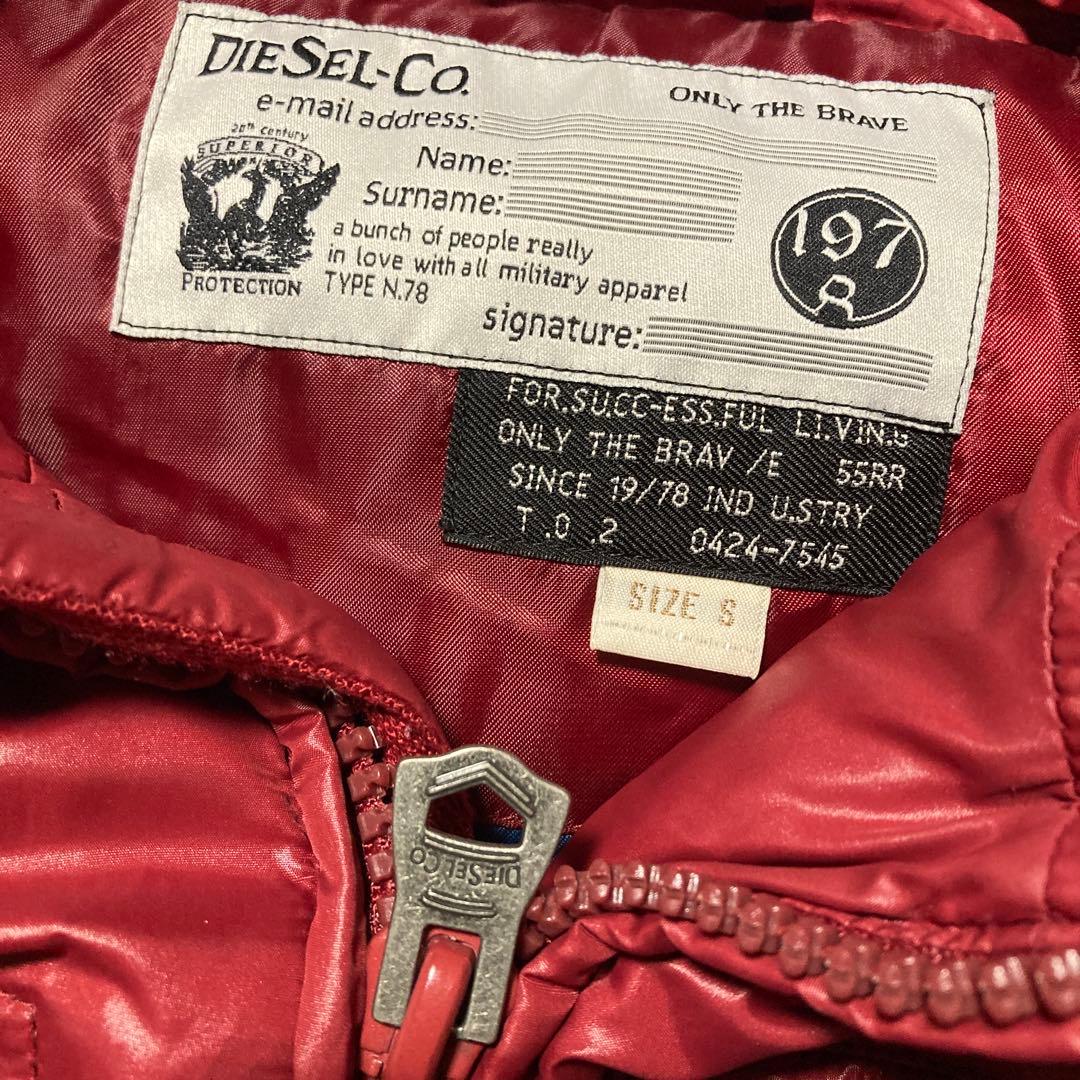 DIESEL-CO.
ONLY THE BRAVE
e-mail address:
20th century
SUPERIOR
Name:
Surname:
a bunch of people really
in love with all military apparel
PROTECTION
TYPE N.78
signature:
197
8
FOR.SU.CC-ESS.FUL LI.VIN.G
ONLY THE BRAV /E 55RR
SINCE 19/78 IND U.STRY
T .0 .2 0424-7545
SIZE S
DIESEL-CO